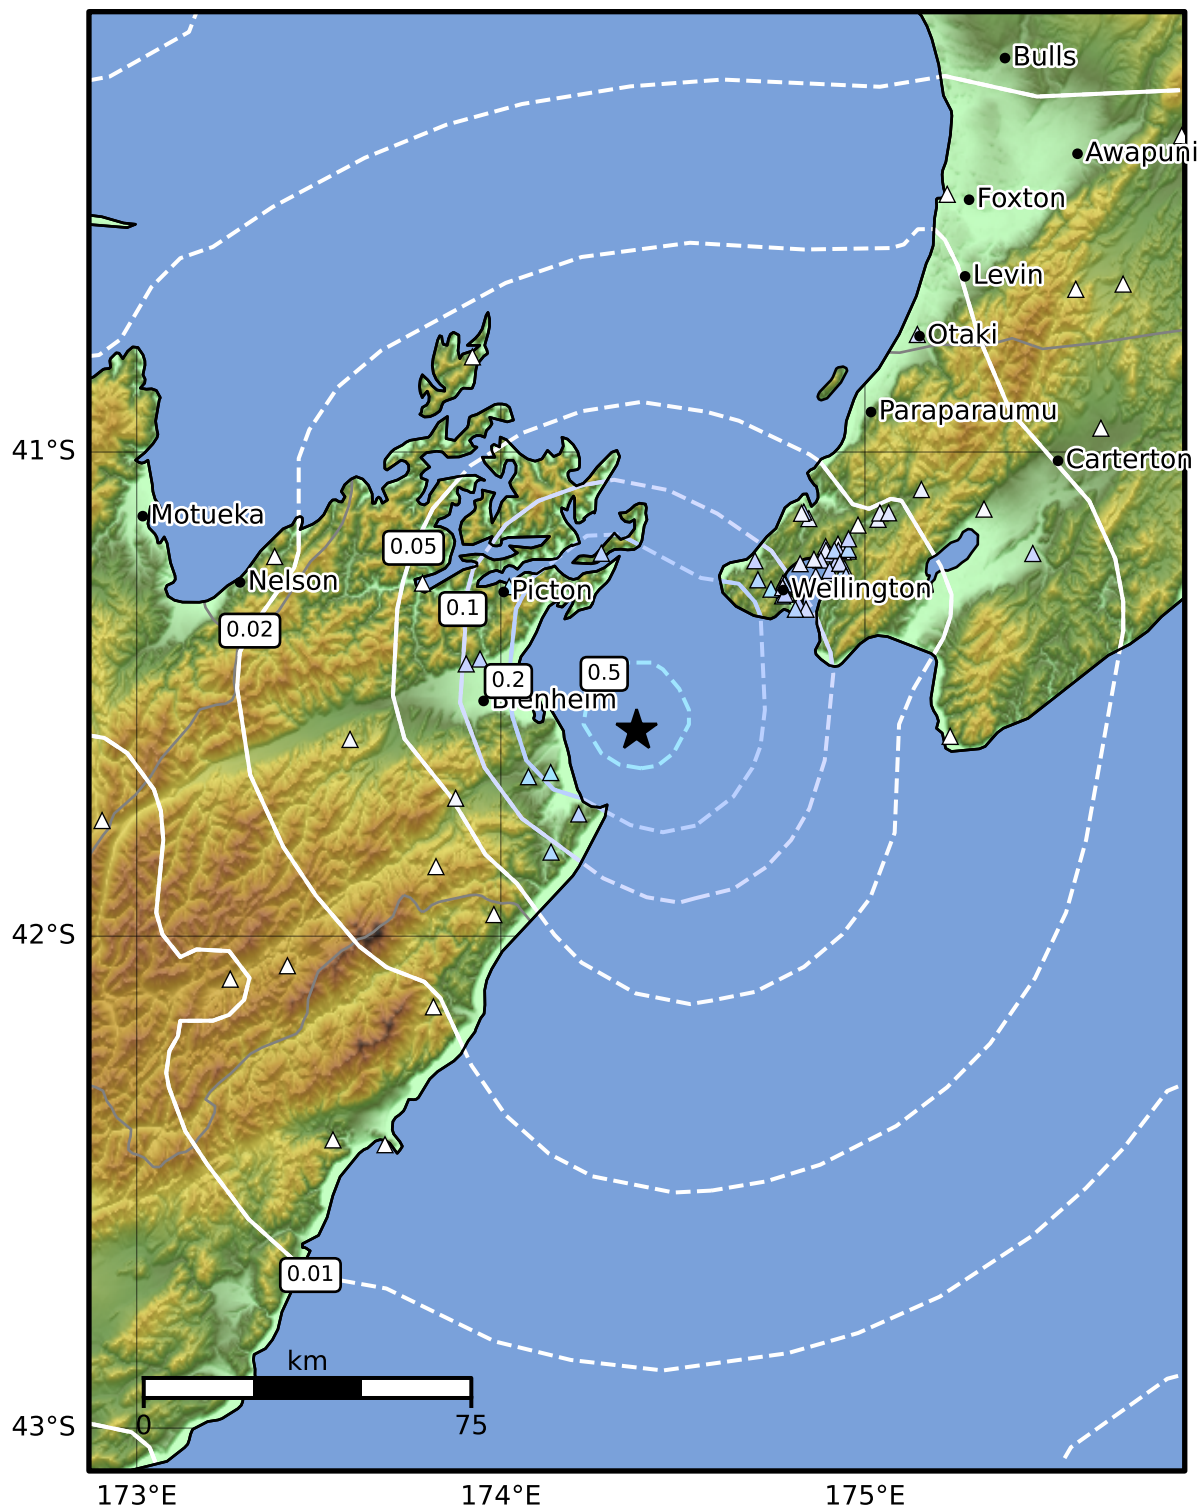 Bulls
Awapuni
Foxton
Levin
Otaki
Paraparaumu
41°S
Carterton
Motueka
0.05
Nelson
Picton
Wellington
0.1
0.02
0.5
0.2
Blenheim
42°S
0.01
km
0
75
43°S
173°E
174°E
175°E